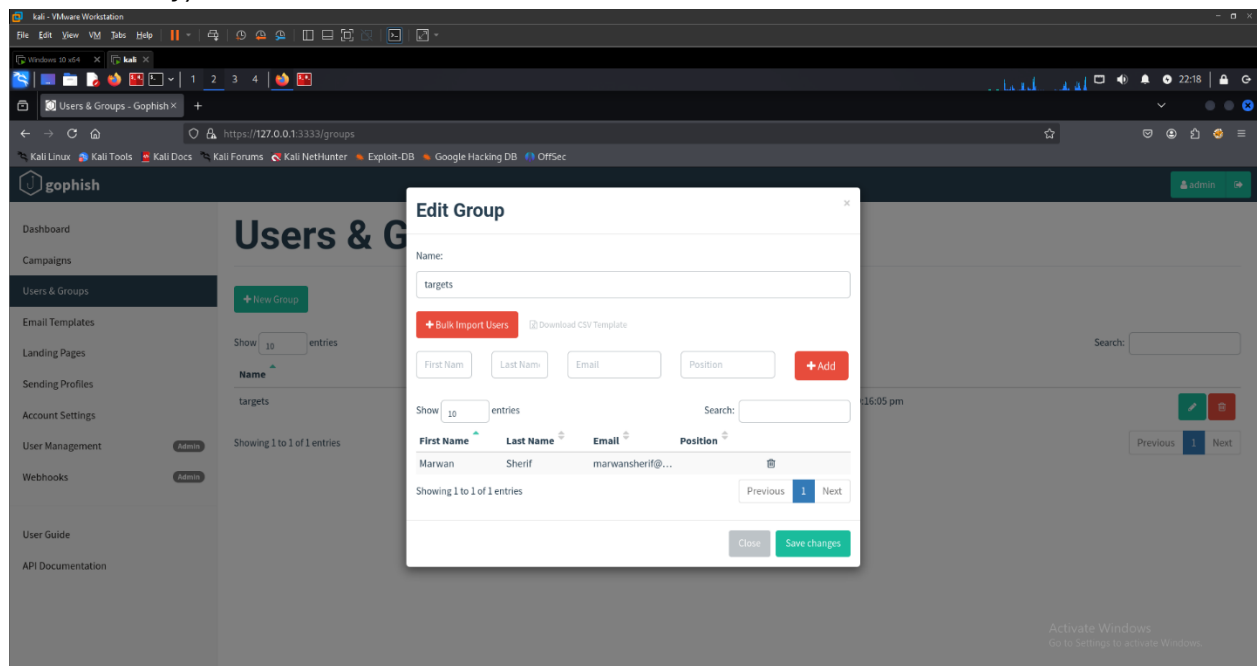 kali - VMware Workstation
File Edit View VM Tabs Help
Windows 10 x64 kali
1 2 3 4 22:18
Users & Groups - Gophish
https://127.0.0.1:3333/groups
Kali Linux Kali Tools Kali Docs Kali Forums Kali NetHunter Exploit-DB Google Hacking DB OffSec
gophish admin
Dashboard
Campaigns
Users & Groups
Email Templates
Landing Pages
Sending Profiles
Account Settings
User Management Admin
Webhooks Admin
User Guide
API Documentation
Users & G
New Group
Show 10 entries Search:
Name
targets :16:05 pm
Showing 1 to 1 of 1 entries Previous 1 Next
Edit Group
Name:
targets
Bulk Import Users Download CSV Template
First Nam Last Nam Email Position Add
Show 10 entries Search:
First Name Last Name Email Position
Marwan Sherif marwansherif@...
Showing 1 to 1 of 1 entries Previous 1 Next
Close Save changes
Activate Windows
Go to Settings to activate Windows.